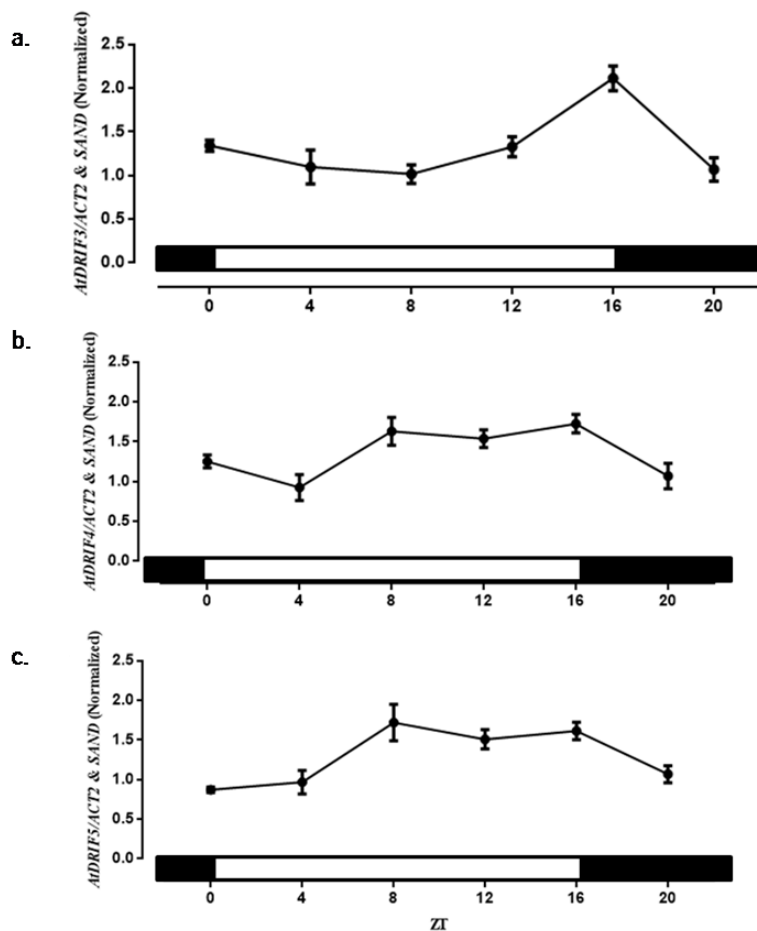 a.
AtDRIF3/ACT2 & SAND (Normalized)
2.5
2.0
1.5
1.0
0.5
0.0
0 4 8 12 16 20
b.
AtDRIF4/ACT2 & SAND (Normalized)
2.5
2.0
1.5
1.0
0.5
0.0
0 4 8 12 16 20
c.
AtDRIF5/ACT2 & SAND (Normalized)
2.5
2.0
1.5
1.0
0.5
0.0
0 4 8 12 16 20
ZT